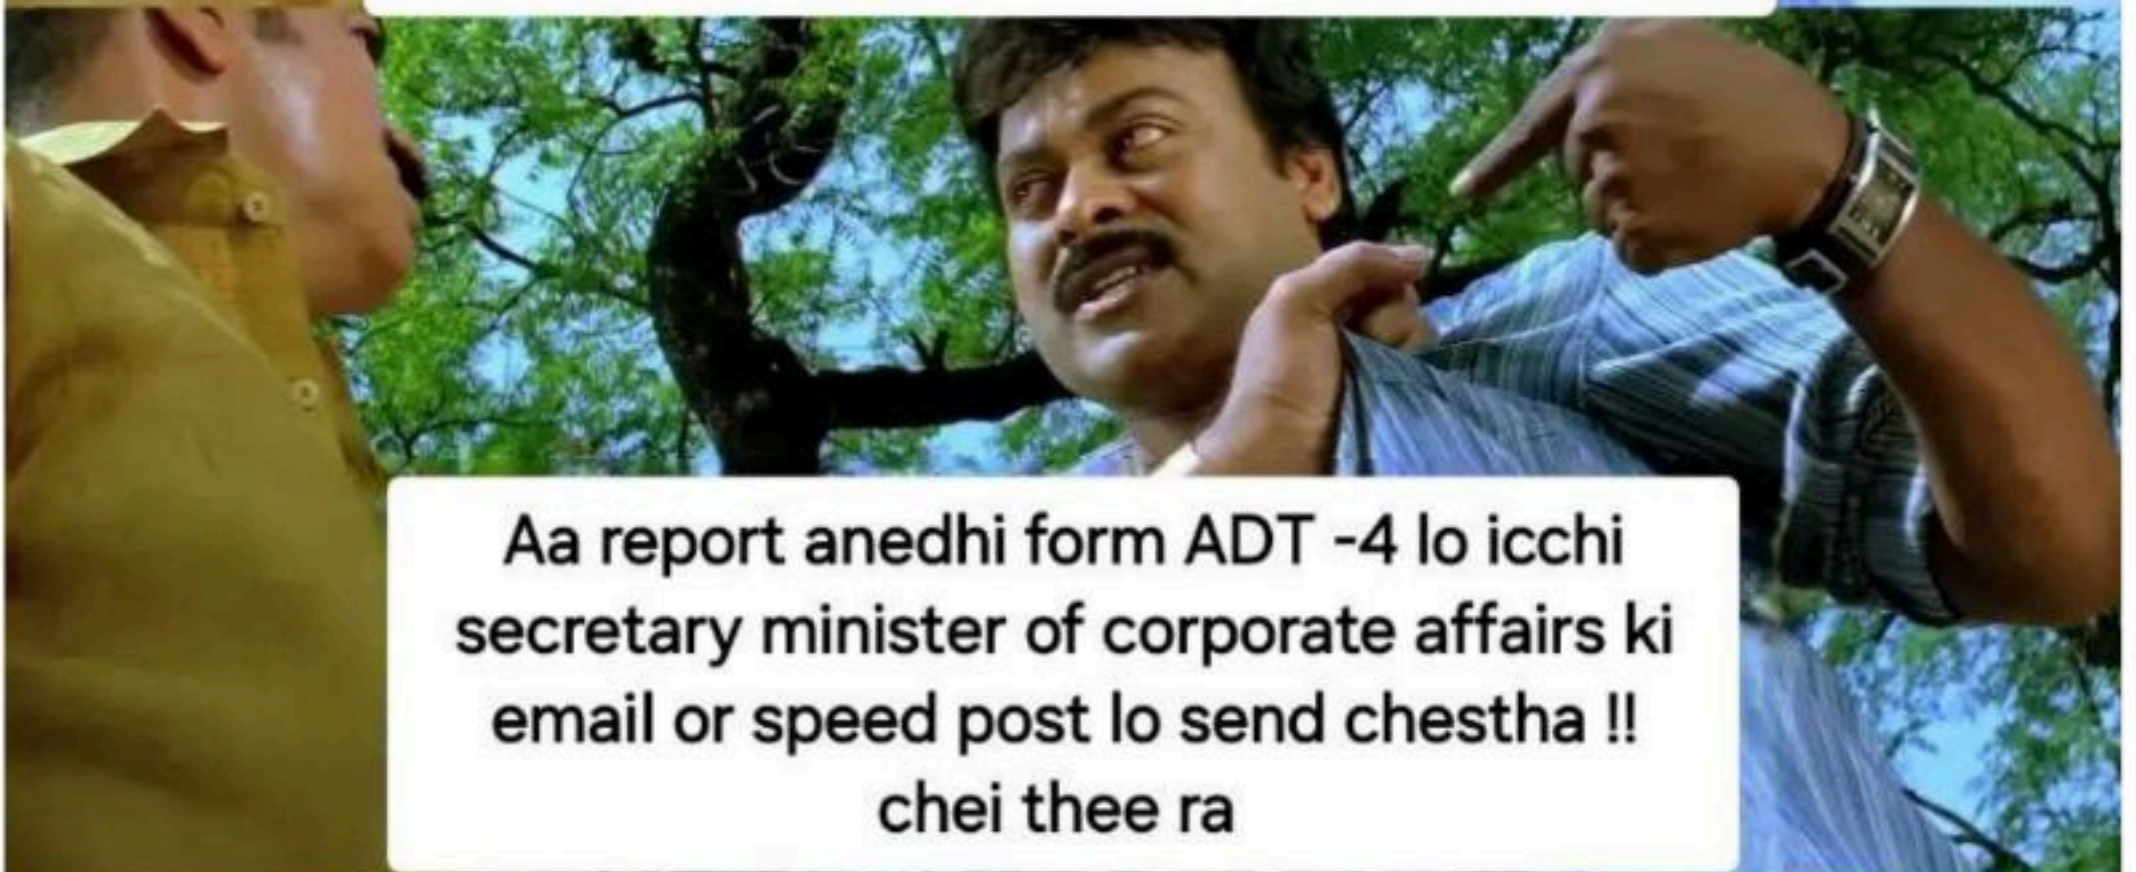 Aa report anedhi form ADT -4 lo icchi
secretary minister of corporate affairs ki
email or speed post lo send chestha !!
chei thee ra